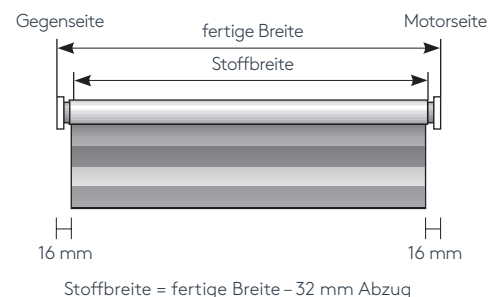 Gegenseite
Motorseite
fertige Breite
Stoffbreite
16 mm
16 mm
Stoffbreite = fertige Breite – 32 mm Abzug